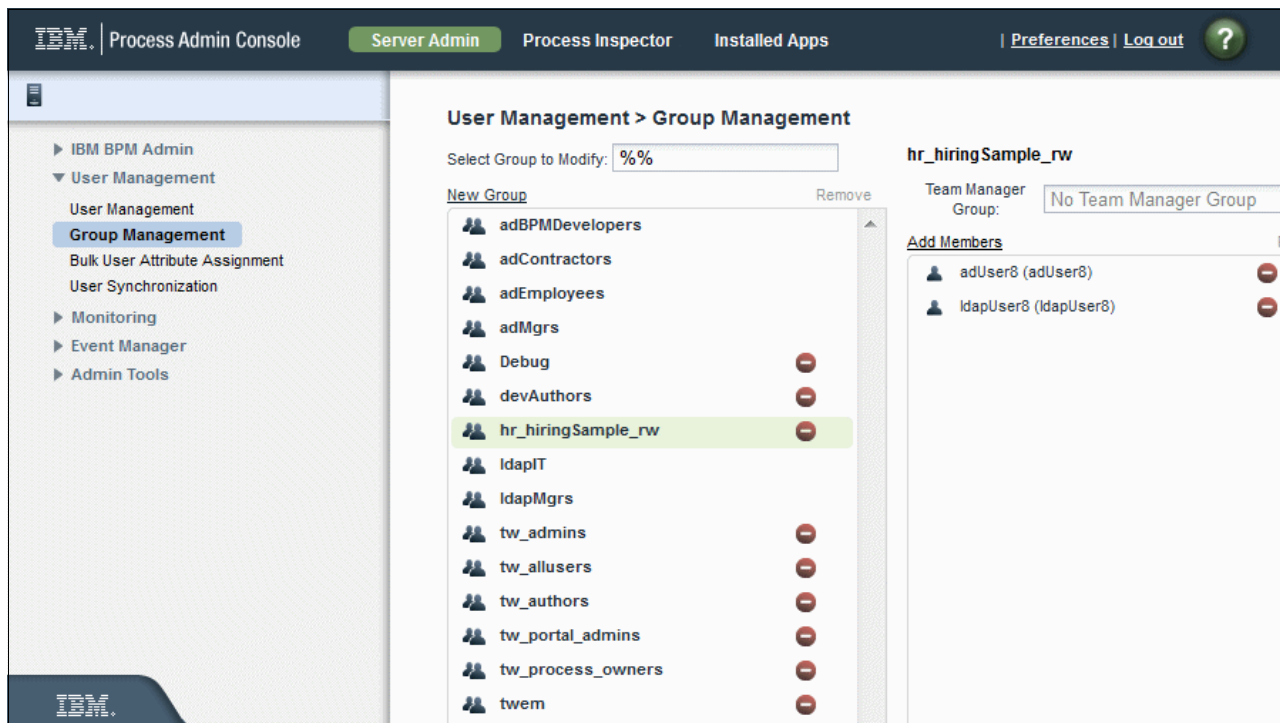 IBM. Process Admin Console Server Admin Process Inspector Installed Apps | Preferences | Log out ?
IBM BPM Admin
User Management
User Management
Group Management
Bulk User Attribute Assignment
User Synchronization
Monitoring
Event Manager
Admin Tools
IBM.
User Management > Group Management
Select Group to Modify: %%
New Group Remove
adBPMDevelopers
adContractors
adEmployees
adMgrs
Debug
devAuthors
hr_hiringSample_rw
ldapIT
ldapMgrs
tw_admins
tw_allusers
tw_authors
tw_portal_admins
tw_process_owners
twem
hr_hiringSample_rw
Team Manager
Group: No Team Manager Group
Add Members
adUser8 (adUser8)
ldapUser8 (ldapUser8)